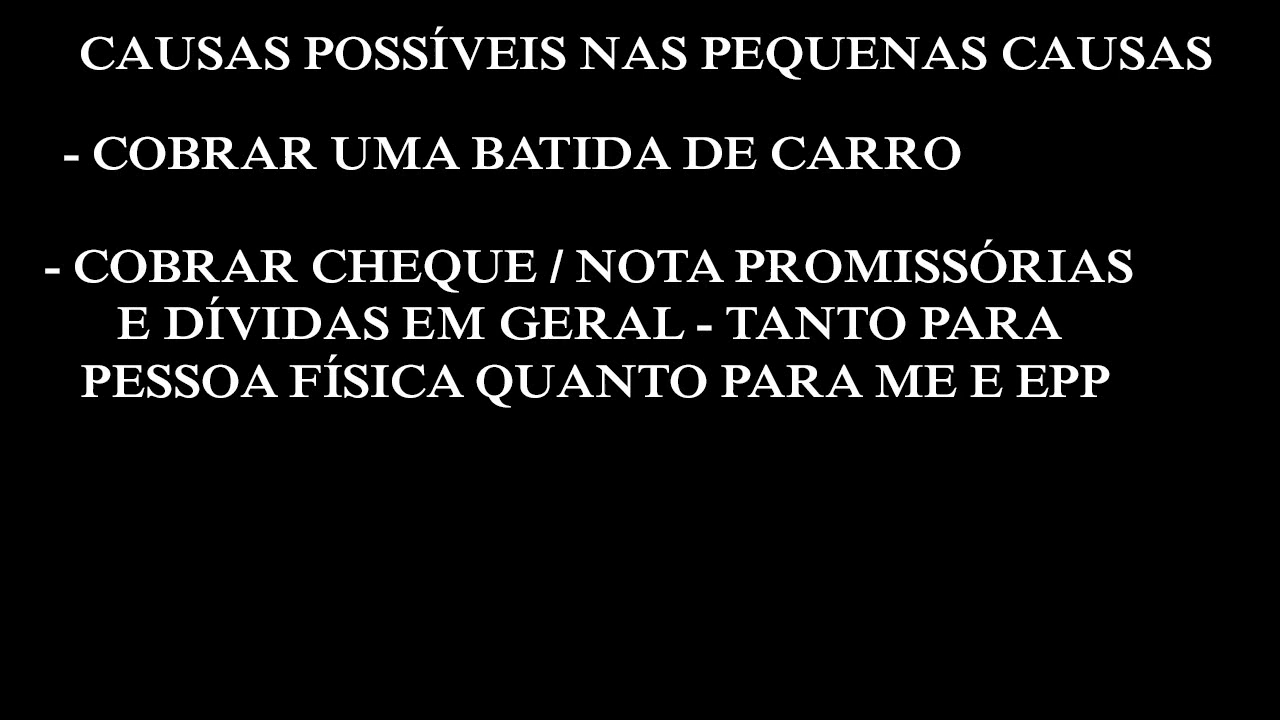 CAUSAS POSSÍVEIS NAS PEQUENAS CAUSAS
- COBRAR UMA BATIDA DE CARRO
- COBRAR CHEQUE / NOTA PROMISSÓRIAS
E DÍVIDAS EM GERAL - TANTO PARA
PESSOA FÍSICA QUANTO PARA ME E EPP